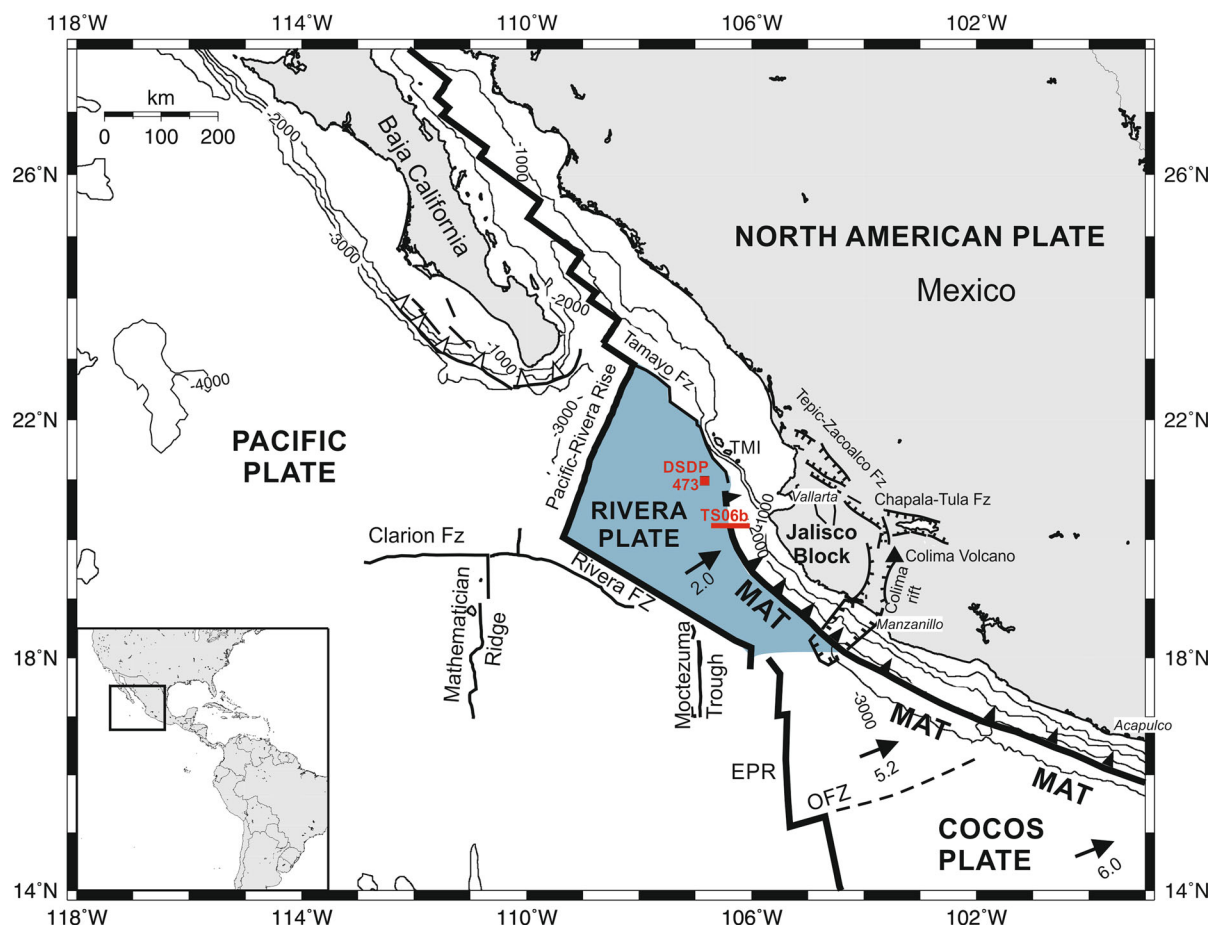 118˚W
114˚W
110˚W
106˚W
102˚W
km
0 100 200
-2000
-1000
Baja California
26˚N
26˚N
-3000
NORTH AMERICAN PLATE
Mexico
-2000
-1000
-4000
Tamayo Fz
Pacific-Rivera Rise
-3000
22˚N
22˚N
PACIFIC
PLATE
Tepic-Zacoalco Fz
TMI
DSDP
473
Vallarta
Chapala-Tula Fz
TS06b
-1000
RIVERA
PLATE
2000
Jalisco
Block
Clarion Fz
Colima Volcano
2.0
Rivera FZ
Colima
rift
MAT
Manzanillo
Mathematician
Ridge
Moctezuma
Trough
18˚N
18˚N
-3000
MAT
Acapulco
5.2
EPR
MAT
OFZ
COCOS
PLATE
6.0
14˚N
14˚N
118˚W
114˚W
110˚W
106˚W
102˚W